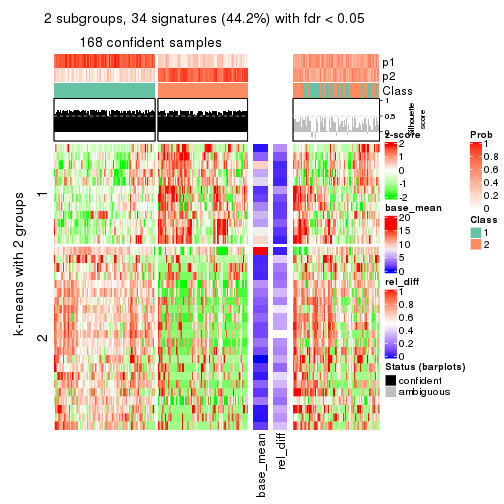 2 subgroups, 34 signatures (44.2%) with fdr < 0.05
168 confident samples
p1
p2
Class
1
0.5
0
Silhouette
score
k-means with 2 groups
1
2
base_mean
rel_diff
z-score
2
1
0
-1
-2
base_mean
20
15
10
5
0
rel_diff
1
0.8
0.6
0.4
0.2
0
Status (barplots)
confident
ambiguous
Prob
1
0.8
0.6
0.4
0.2
0
Class
1
2